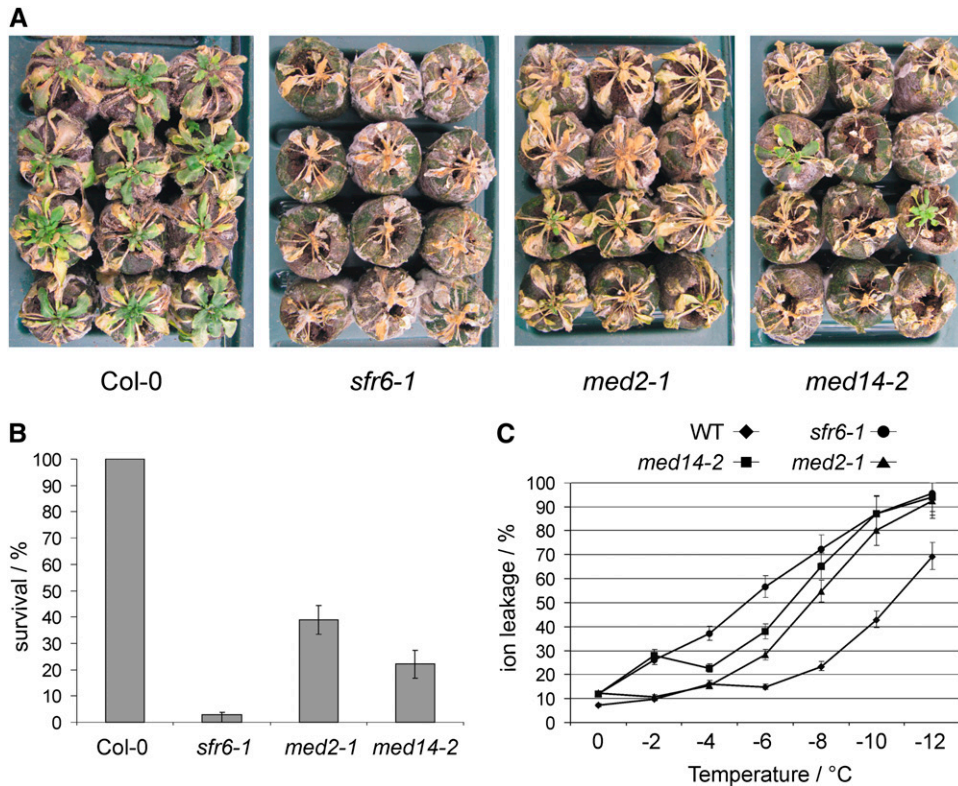 A
Col-0 sfr6-1 med2-1 med14-2
B
survival / %
100
90
80
70
60
50
40
30
20
10
0
Col-0 sfr6-1 med2-1 med14-2
C
WT sfr6-1
med14-2 med2-1
ion leakage / %
100
90
80
70
60
50
40
30
20
10
0
0 -2 -4 -6 -8 -10 -12
Temperature / °C